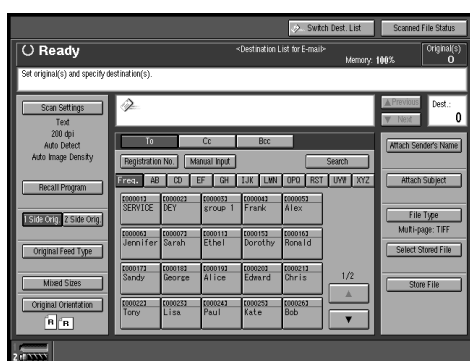 Switch Dest. List
Scanned File Status
Ready
<Destination List for E-mail>
Memory: 100%
Original(s)
0
Set original(s) and specify destination(s).
Scan Settings
Text
200 dpi
Auto Detect
Auto Image Density
Recall Program
1 Side Orig.
2 Side Orig.
Original Feed Type
Mixed Sizes
Original Orientation
R R
▲Previous
▼ Next
Dest.:
0
To
Cc
Bcc
Registration No.
Manual Input
Search
Freq. AB CD EF GH IJK LMN OPQ RST UVW XYZ
[00001] [00002] [00003] [00004] [00005]
SERVICE DEY group 1 Frank Alex
[00006] [00007] [00011] [00015] [00016]
Jennifer Sarah Ethel Dorothy Ronald
[00017] [00018] [00019] [00020] [00021]
Sandy George Alice Edward Chris
[00022] [00023] [00024] [00025] [00026]
Tony Lisa Paul Kate Bob
1/2
▲
▼
Attach Sender's Name
Attach Subject
File Type
Multi-page: TIFF
Select Stored File
Store File